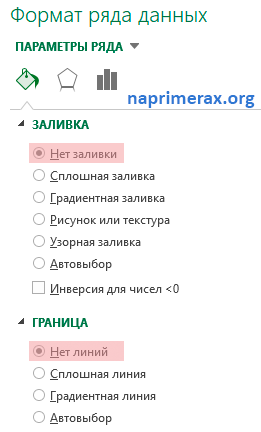 Формат ряда данных
ПАРАМЕТРЫ РЯДА
naprimerax.org
ЗАЛИВКА
Нет заливки
Сплошная заливка
Градиентная заливка
Рисунок или текстура
Узорная заливка
Автовыбор
Инверсия для чисел <0
ГРАНИЦА
Нет линий
Сплошная линия
Градиентная линия
Автовыбор